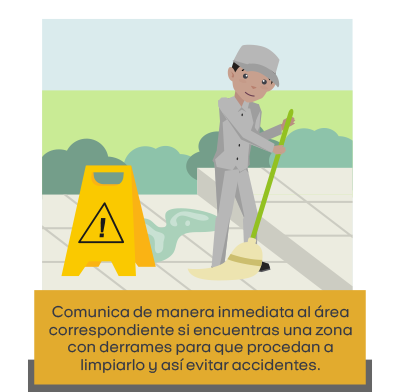 !
Comunica de manera inmediata al área
correspondiente si encuentras una zona
con derrames para que procedan a
limpiarlo y así evitar accidentes.